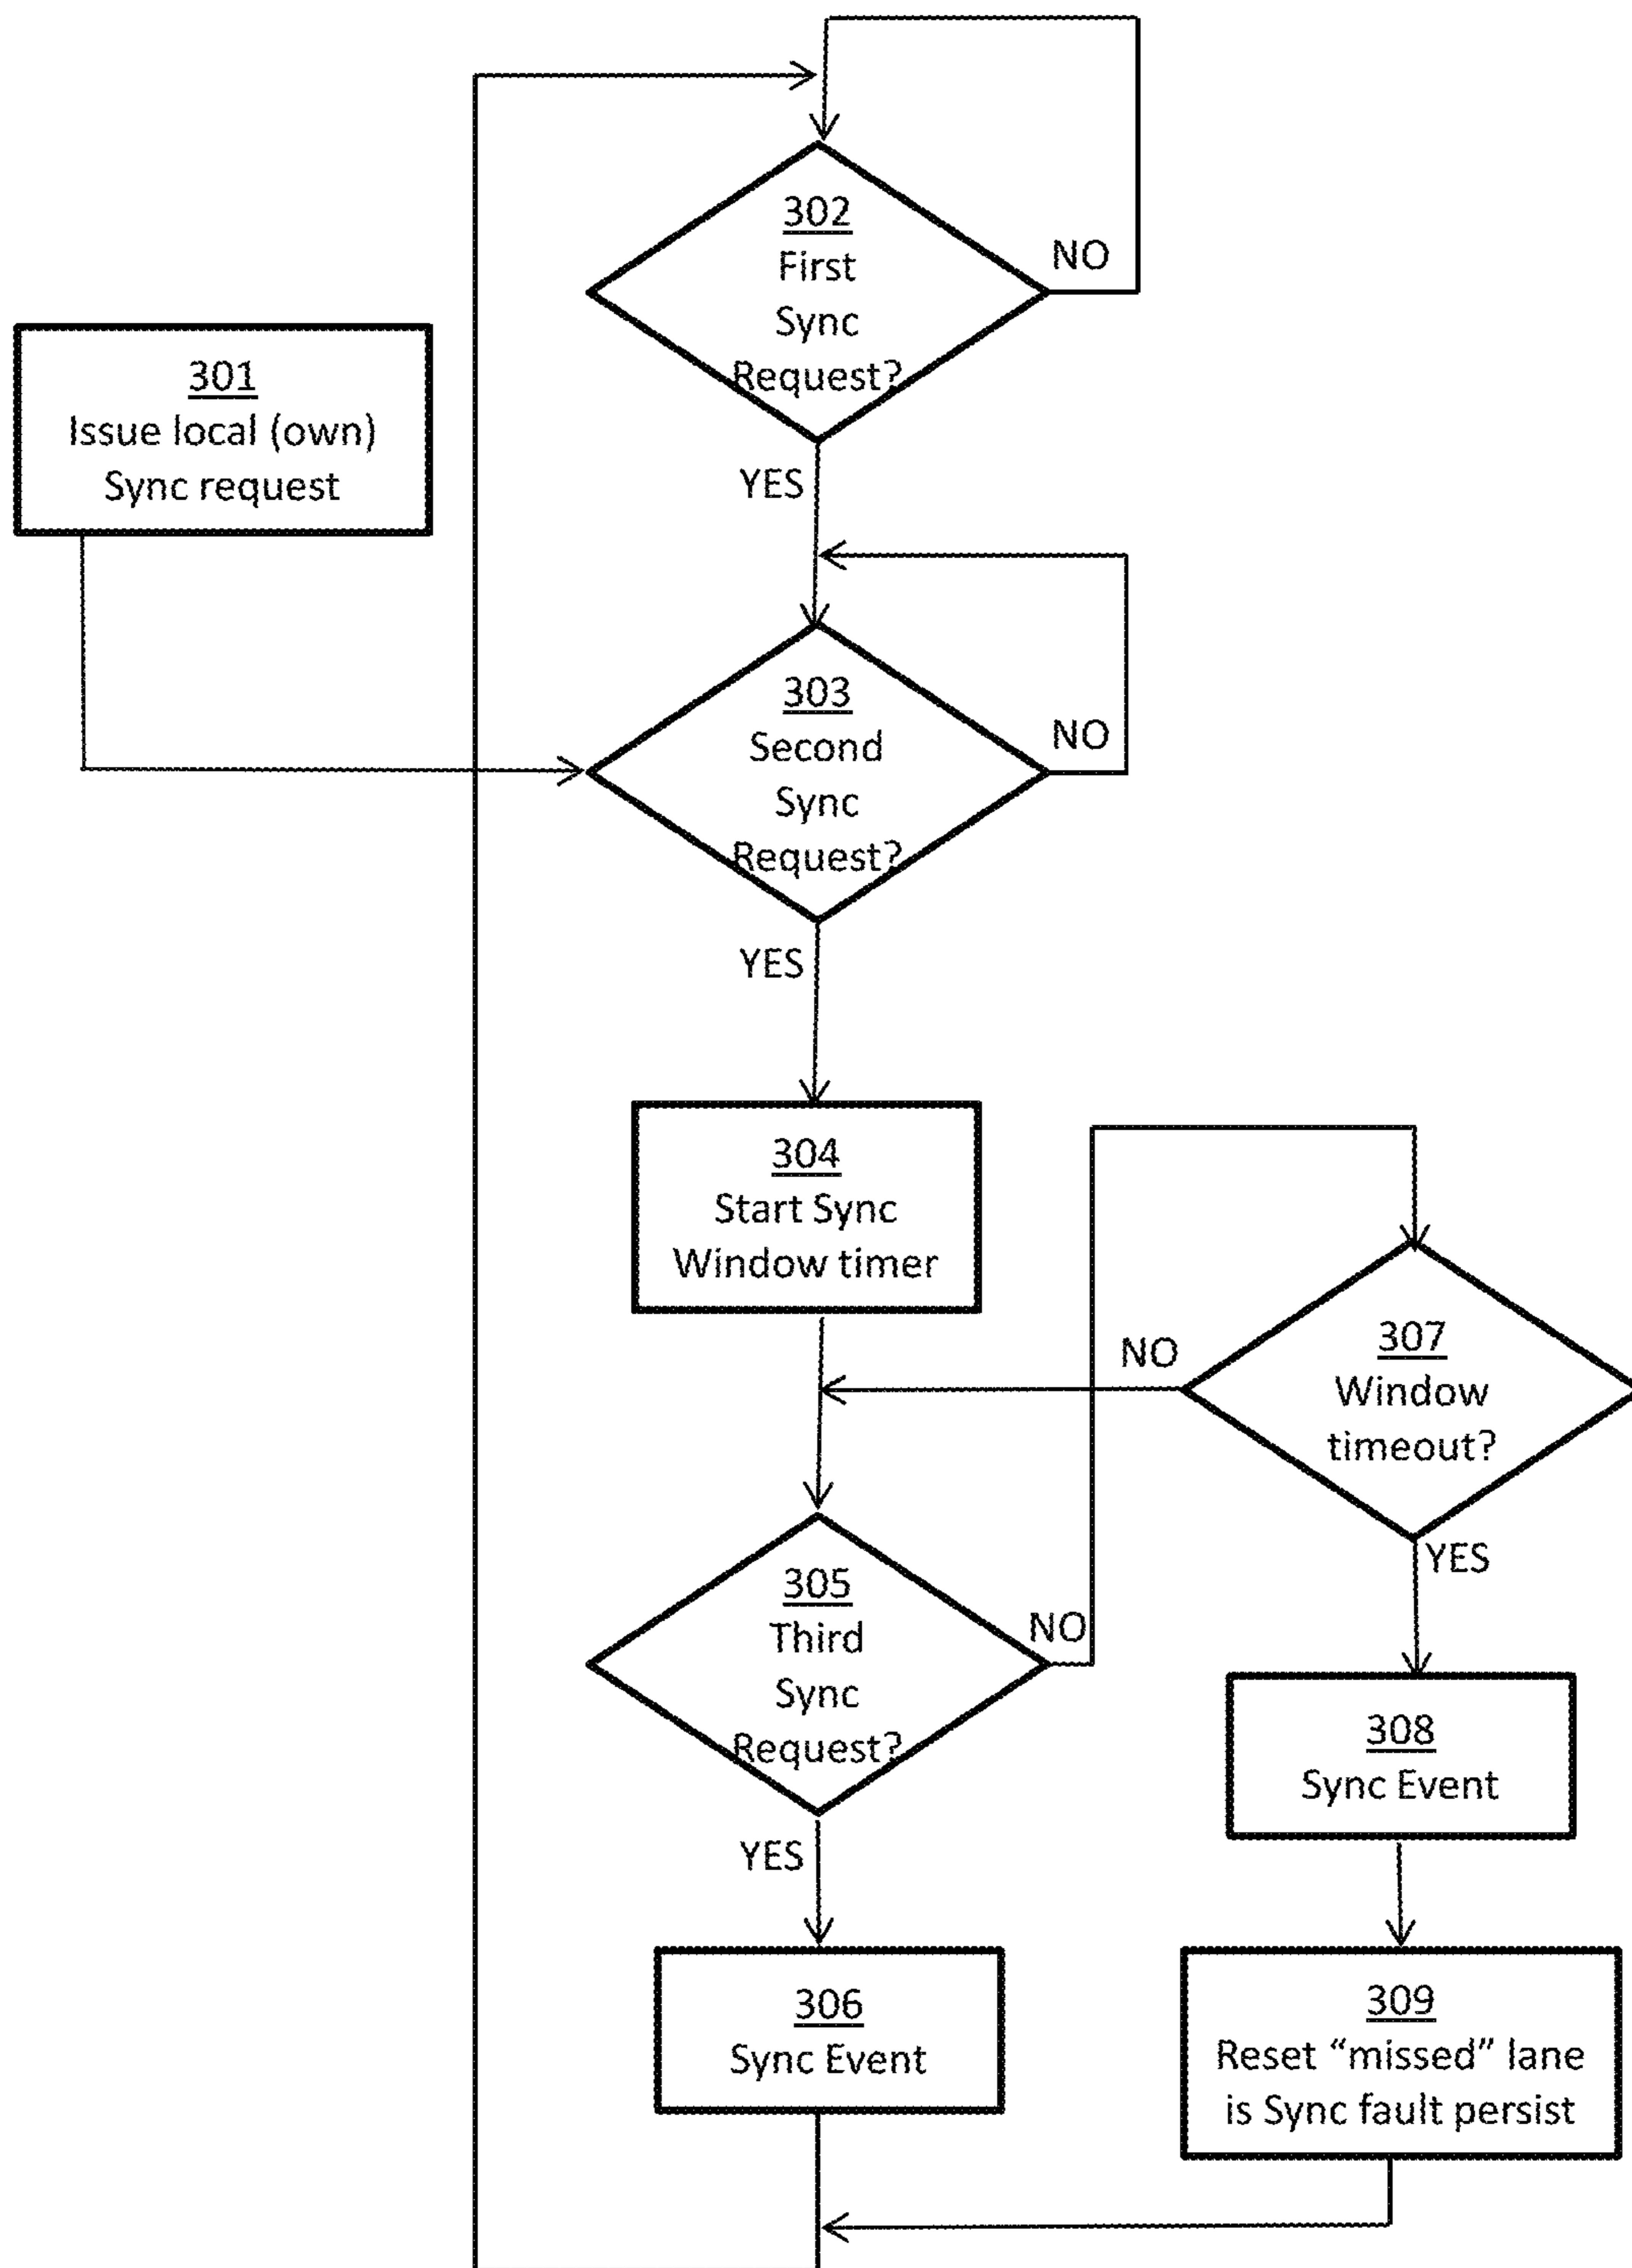 302
First
Sync
Request?
NO
301
Issue local (own)
Sync request
YES
303
Second
Sync
Request?
NO
YES
304
Start Sync
Window timer
307
Window
timeout?
NO
YES
305
Third
Sync
Request?
NO
YES
308
Sync Event
306
Sync Event
309
Reset “missed” lane
is Sync fault persist